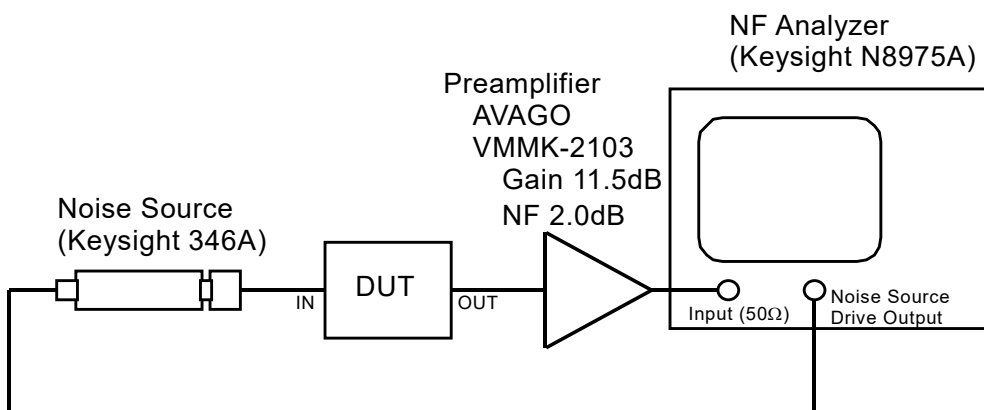 NF Analyzer
(Keysight N8975A)
Preamplifier
AVAGO
VMMK-2103
Gain 11.5dB
NF 2.0dB
Noise Source
(Keysight 346A)
IN
DUT
OUT
Input (50Ω)
Noise Source
Drive Output